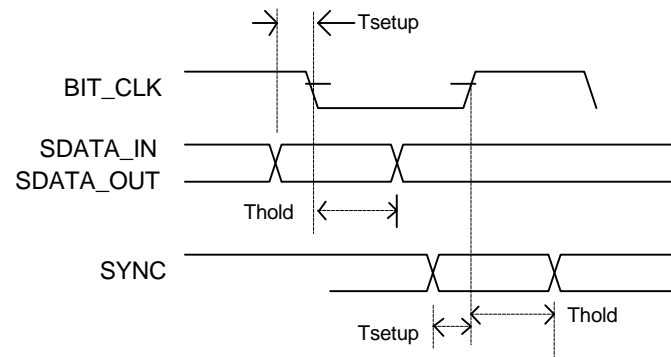 Tsetup
BIT_CLK
SDATA_IN
SDATA_OUT
Thold
SYNC
Thold
Tsetup